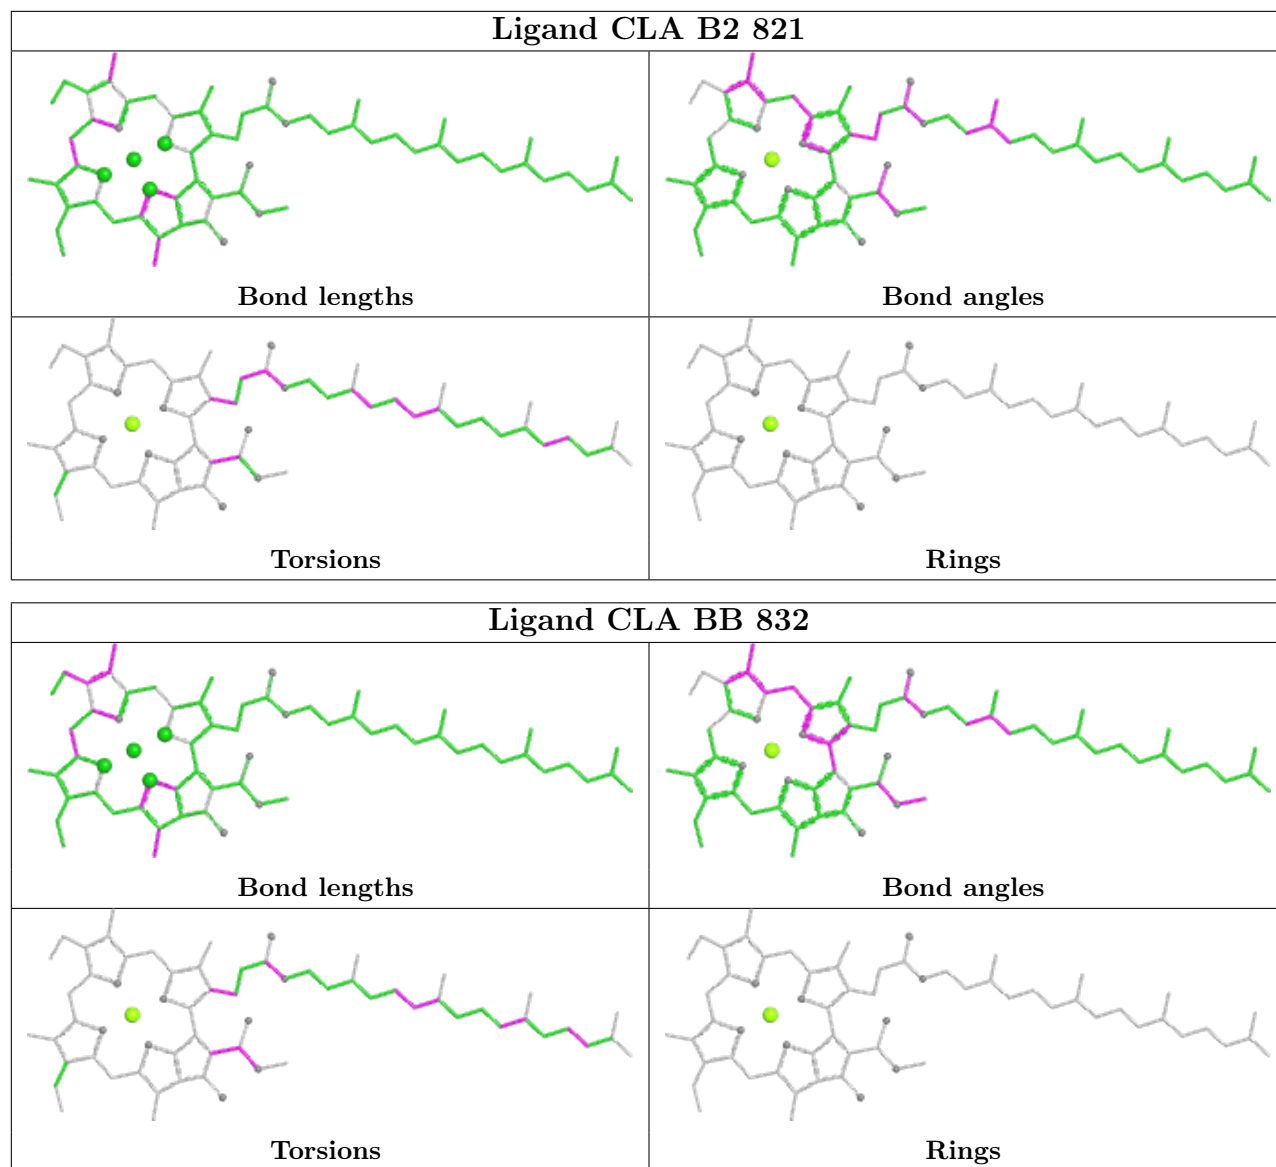 Ligand CLA B2 821
Bond lengths
Bond angles
Torsions
Rings
Ligand CLA BB 832
Bond lengths
Bond angles
Torsions
Rings